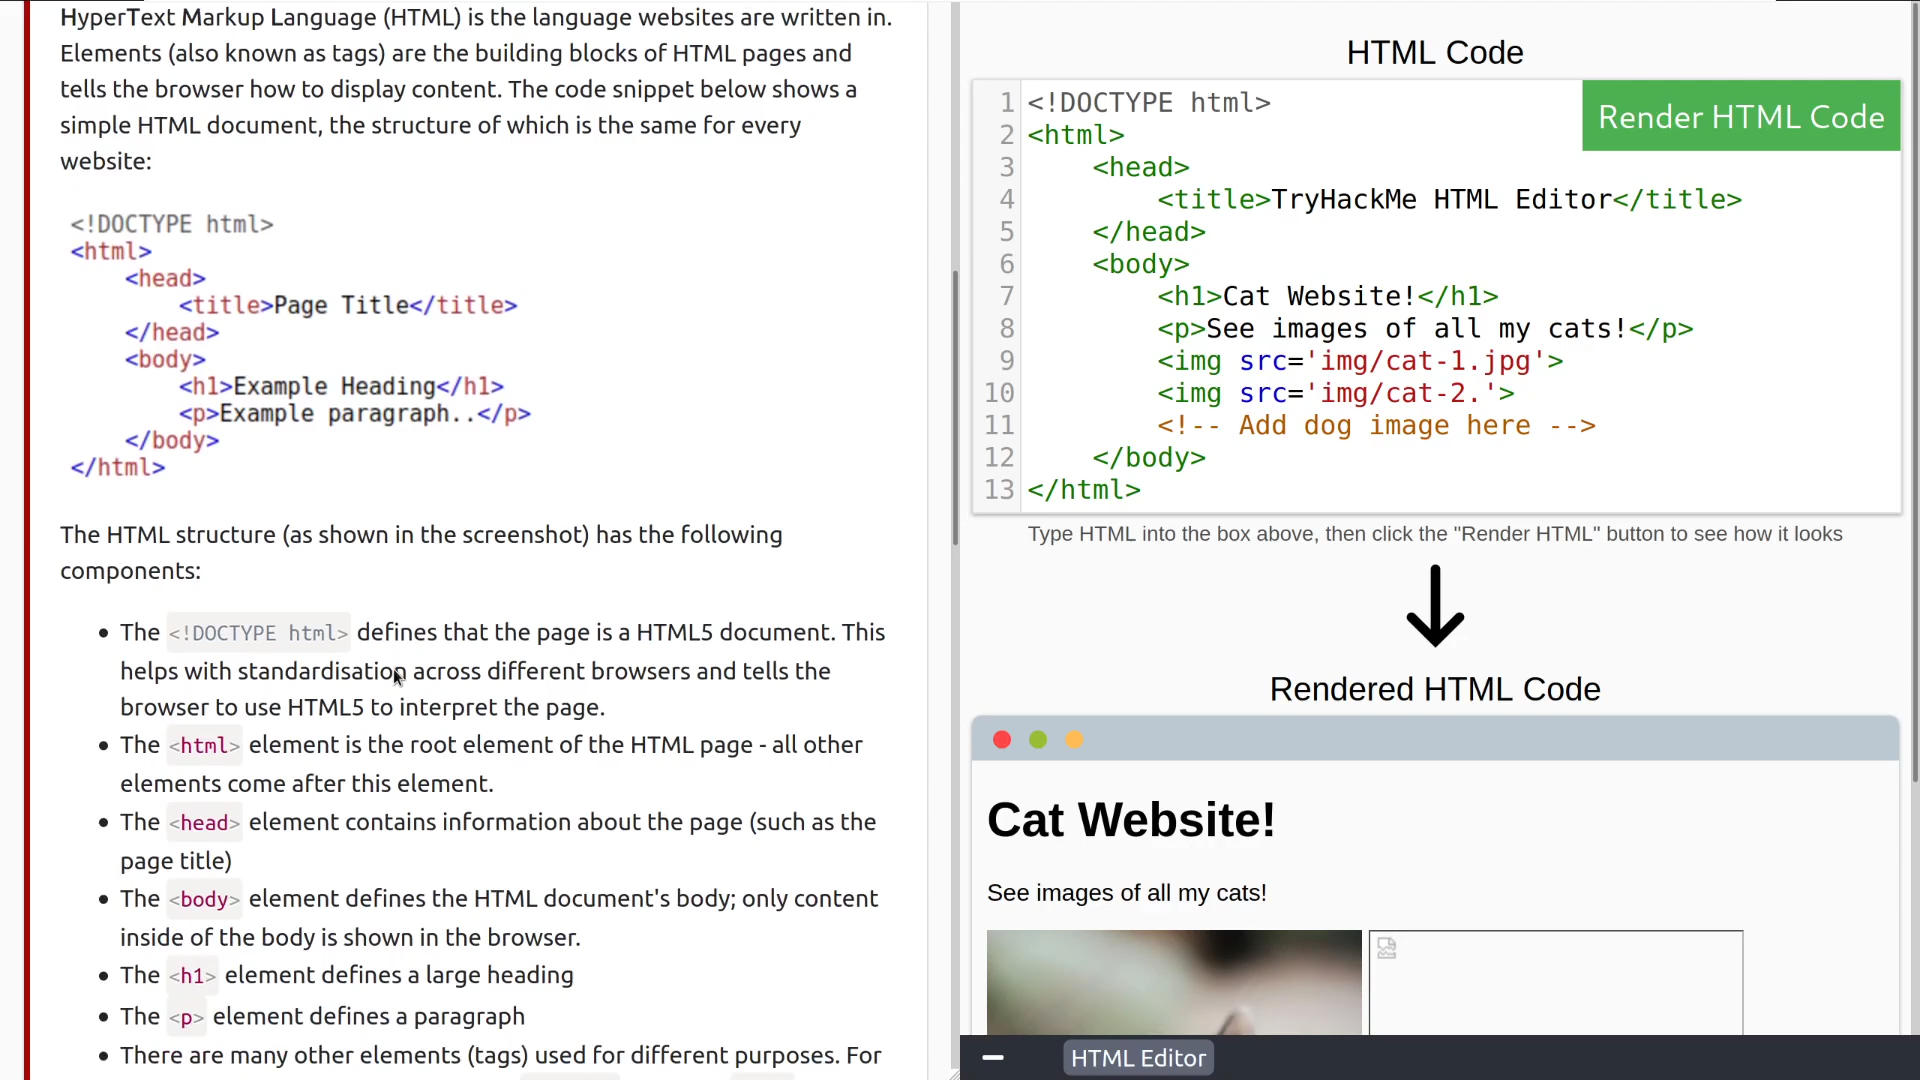 HyperText Markup Language (HTML) is the language websites are written in.
Elements (also known as tags) are the building blocks of HTML pages and
tells the browser how to display content. The code snippet below shows a
simple HTML document, the structure of which is the same for every
website:
<!DOCTYPE html>
<html>
<head>
<title>Page Title</title>
</head>
<body>
<h1>Example Heading</h1>
<p>Example paragraph..</p>
</body>
</html>
The HTML structure (as shown in the screenshot) has the following
components:
• The <!DOCTYPE html> defines that the page is a HTML5 document. This
helps with standardisation across different browsers and tells the
browser to use HTML5 to interpret the page.
• The <html> element is the root element of the HTML page - all other
elements come after this element.
• The <head> element contains information about the page (such as the
page title)
• The <body> element defines the HTML document's body; only content
inside of the body is shown in the browser.
• The <h1> element defines a large heading
• The <p> element defines a paragraph
• There are many other elements (tags) used for different purposes. For
HTML Code
Render HTML Code
1 <!DOCTYPE html>
2 <html>
3 <head>
4 <title>TryHackMe HTML Editor</title>
5 </head>
6 <body>
7 <h1>Cat Website!</h1>
8 <p>See images of all my cats!</p>
9 <img src='img/cat-1.jpg'>
10 <img src='img/cat-2.'>
11 <!-- Add dog image here -->
12 </body>
13 </html>
Type HTML into the box above, then click the "Render HTML" button to see how it looks
Rendered HTML Code
Cat Website!
See images of all my cats!
HTML Editor